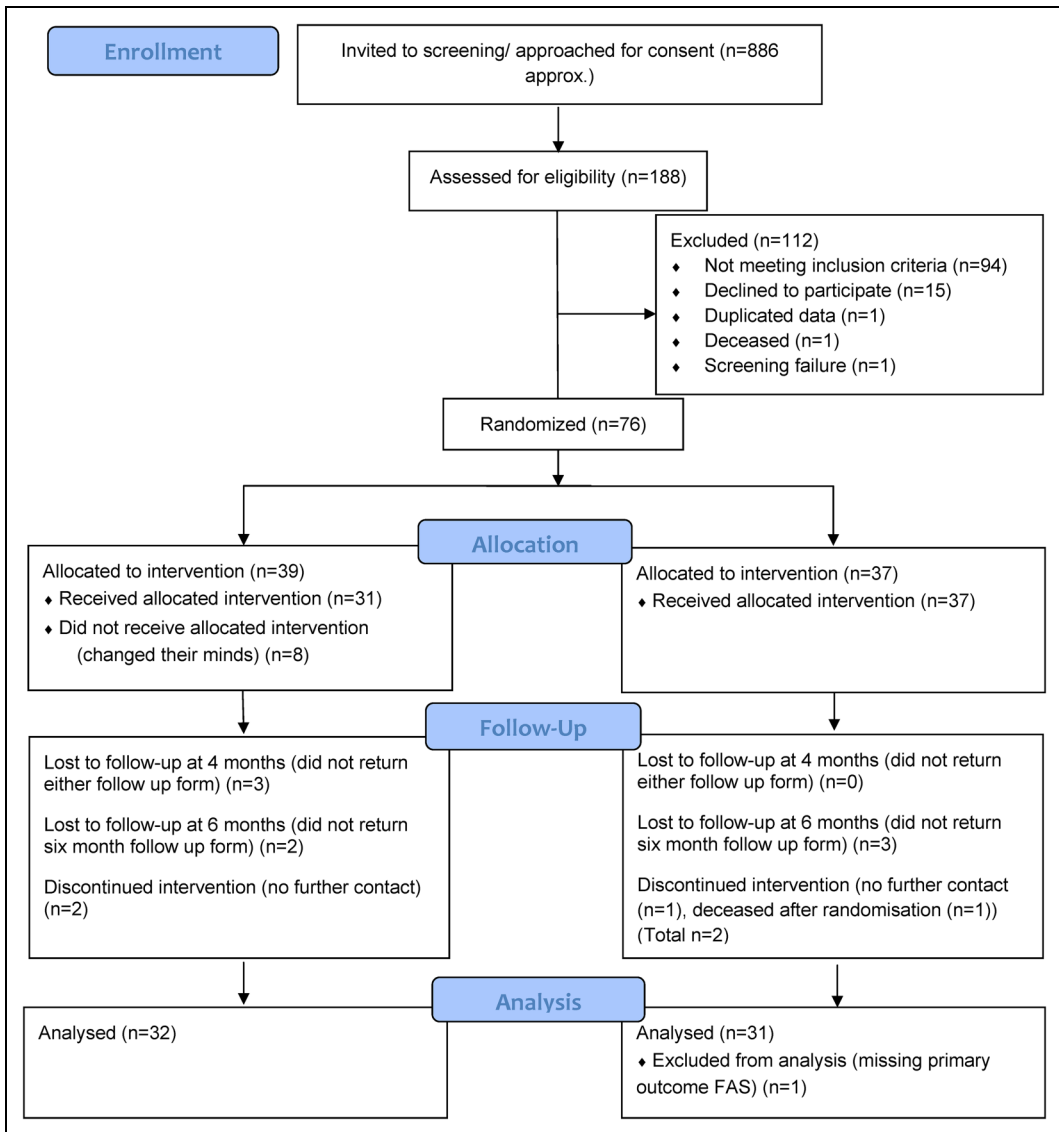 Enrollment
Invited to screening/ approached for consent (n=886
approx.)
Assessed for eligibility (n=188)
Excluded (n=112)
♦ Not meeting inclusion criteria (n=94)
♦ Declined to participate (n=15)
♦ Duplicated data (n=1)
♦ Deceased (n=1)
♦ Screening failure (n=1)
Randomized (n=76)
Allocation
Allocated to intervention (n=39)
♦ Received allocated intervention (n=31)
♦ Did not receive allocated intervention
(changed their minds) (n=8)
Allocated to intervention (n=37)
♦ Received allocated intervention (n=37)
Follow-Up
Lost to follow-up at 4 months (did not return
either follow up form) (n=3)
Lost to follow-up at 6 months (did not return
six month follow up form) (n=2)
Discontinued intervention (no further contact)
(n=2)
Lost to follow-up at 4 months (did not return
either follow up form) (n=0)
Lost to follow-up at 6 months (did not return
six month follow up form) (n=3)
Discontinued intervention (no further contact
(n=1), deceased after randomisation (n=1))
(Total n=2)
Analysis
Analysed (n=32)
Analysed (n=31)
♦ Excluded from analysis (missing primary
outcome FAS) (n=1)